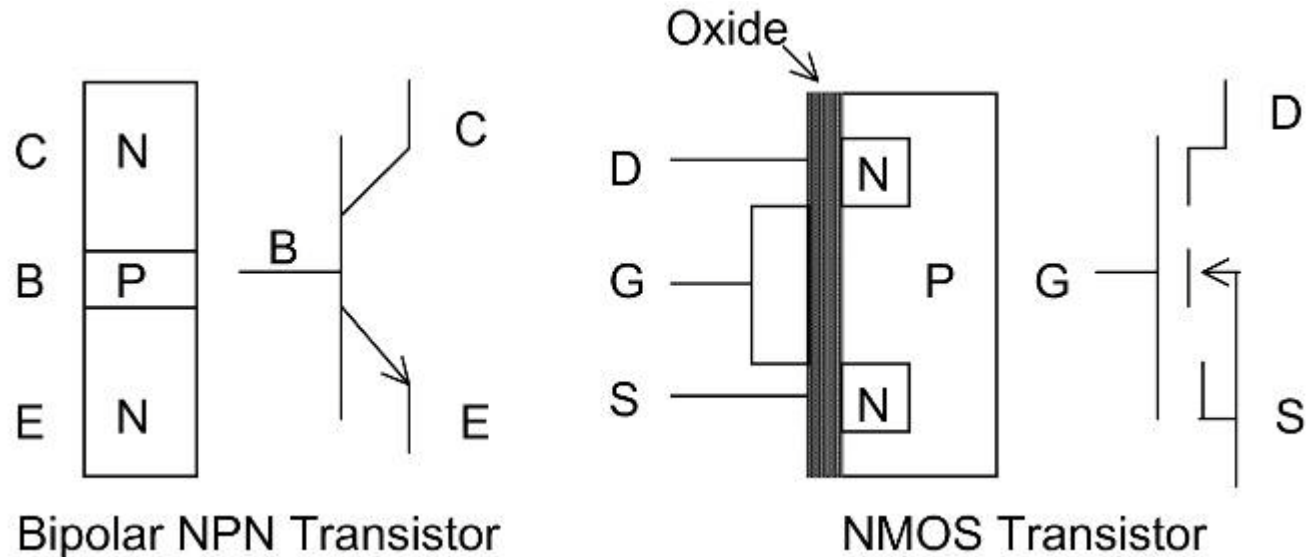 Oxide
C
N
C
B
P
B
E
N
E
D
N
G
P
S
N
G
D
S
Bipolar NPN Transistor
NMOS Transistor